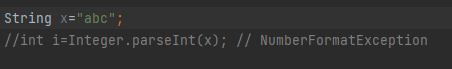 String x="abc";
//int i=Integer.parseInt(x); // NumberFormatException